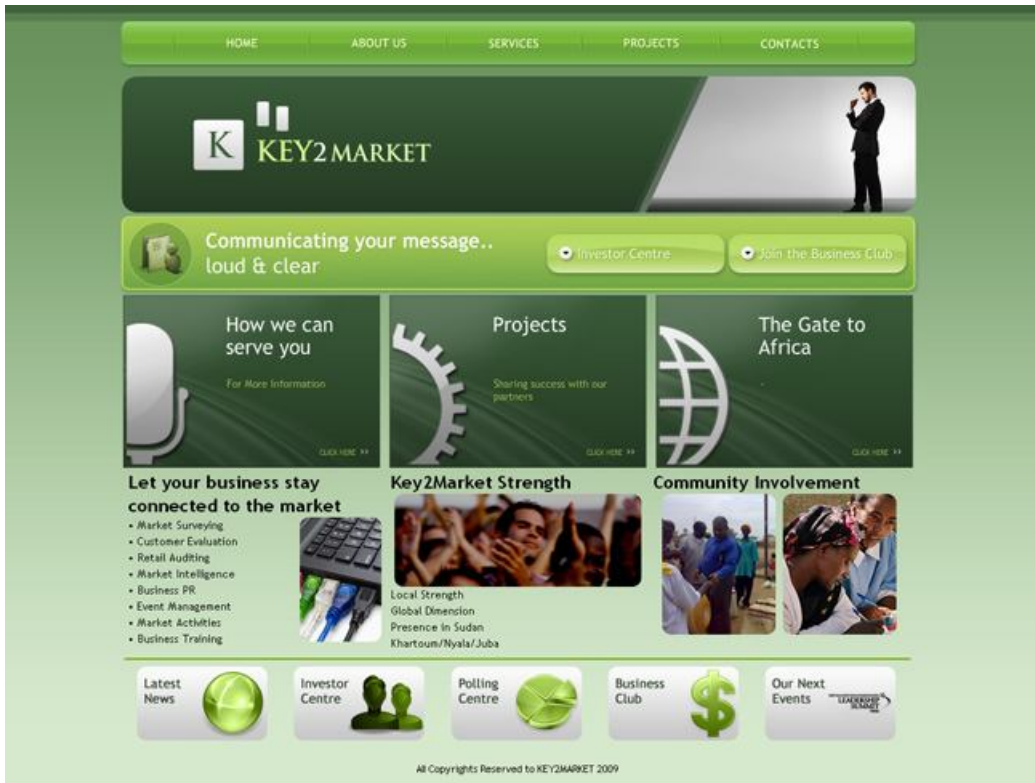 HOME ABOUT US SERVICES PROJECTS CONTACTS
K KEY2MARKET
Communicating your message..
loud & clear
Investor Centre
Join the Business Club
How we can
serve you
For More Information
CLICK HERE >>
Projects
Sharing success with our
partners
CLICK HERE >>
The Gate to
Africa
CLICK HERE >>
Let your business stay
connected to the market
• Market Surveying
• Customer Evaluation
• Retail Auditing
• Market Intelligence
• Business PR
• Event Management
• Market Activities
• Business Training
Key2Market Strength
Local Strength
Global Dimension
Presence in Sudan
Khartoum/Nyala/Juba
Community Involvement
Latest
News
Investor
Centre
Polling
Centre
Business
Club
Our Next
Events
LEADERSHIP
SUMMIT
All Copyrights Reserved to KEY2MARKET 2009